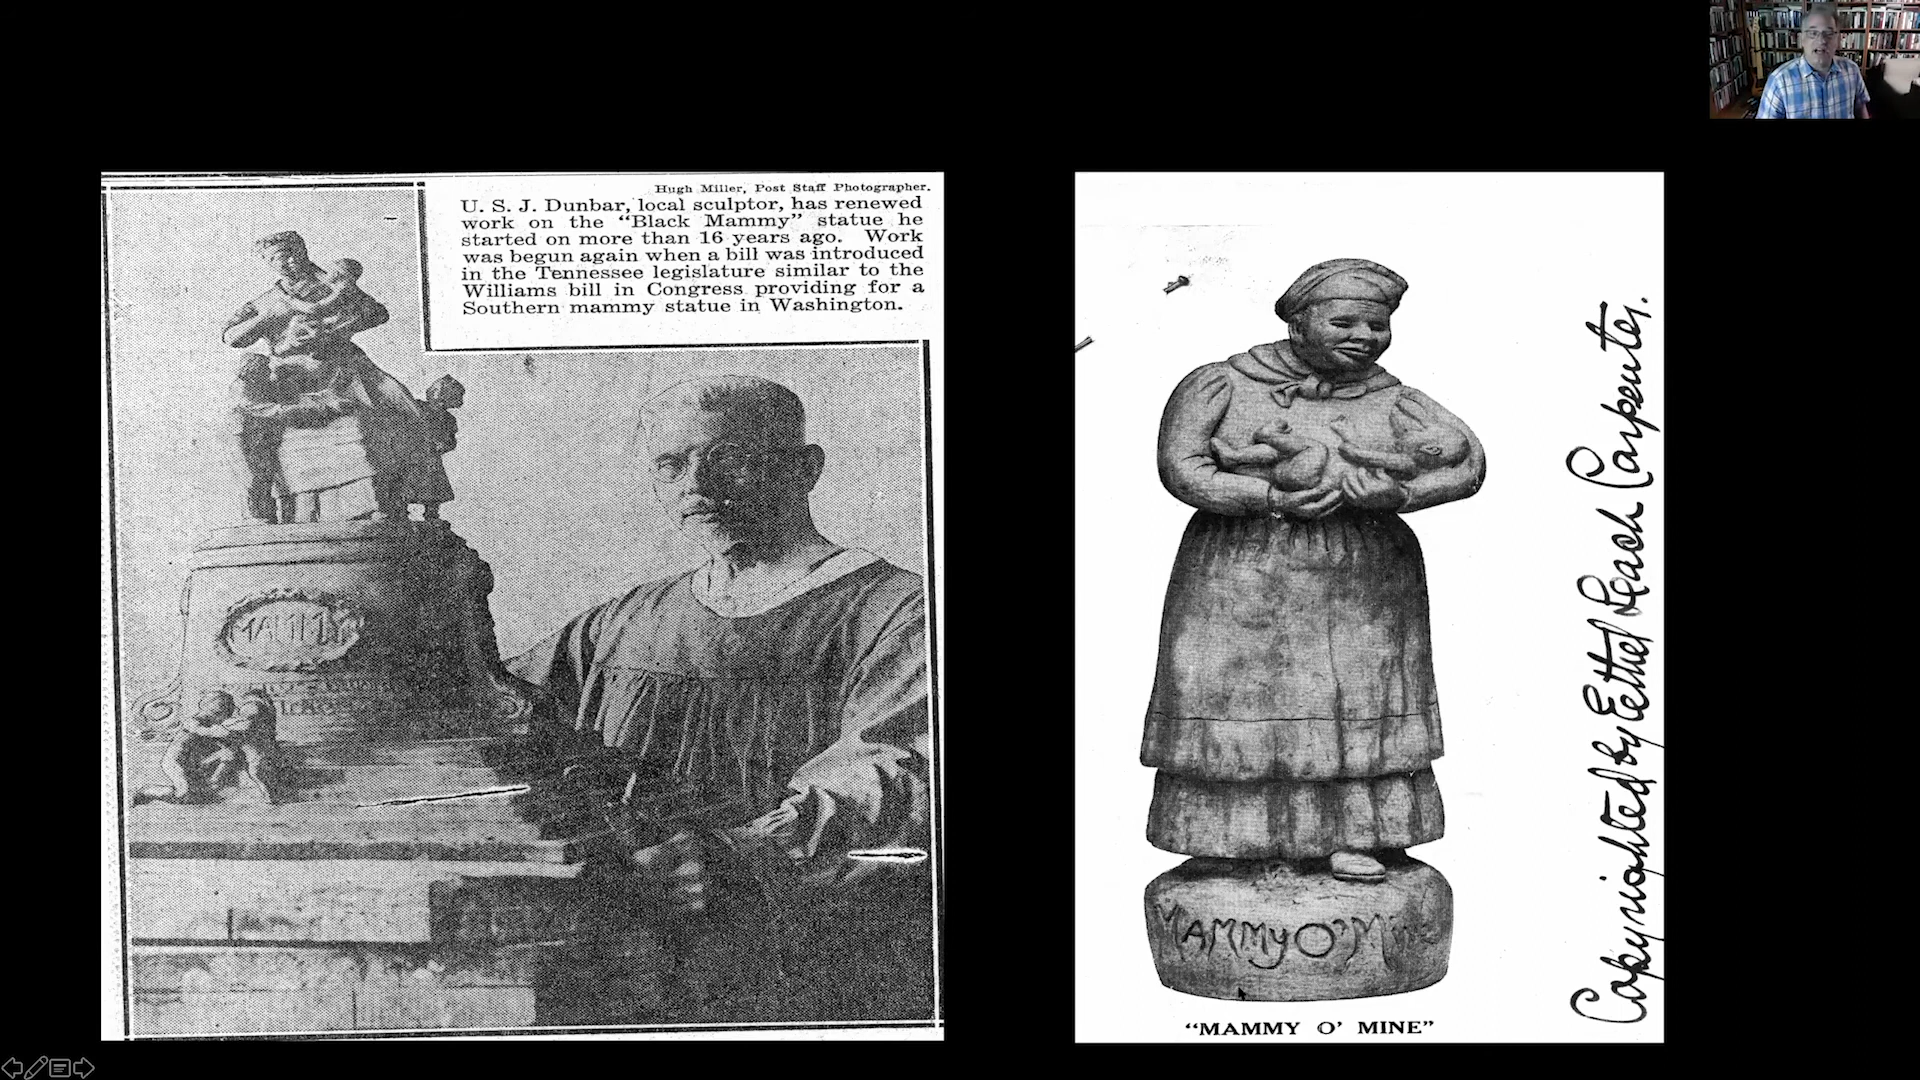 Hugh Miller, Post Staff Photographer.
U. S. J. Dunbar, local sculptor, has renewed
work on the “Black Mammy” statue he
started on more than 16 years ago. Work
was begun again when a bill was introduced
in the Tennessee legislature similar to the
Williams bill in Congress providing for a
Southern mammy statue in Washington.
MAMMY
MAMMY O' MINE
“MAMMY O’ MINE”
Copyrighted by Ethel Leach Carpenter.